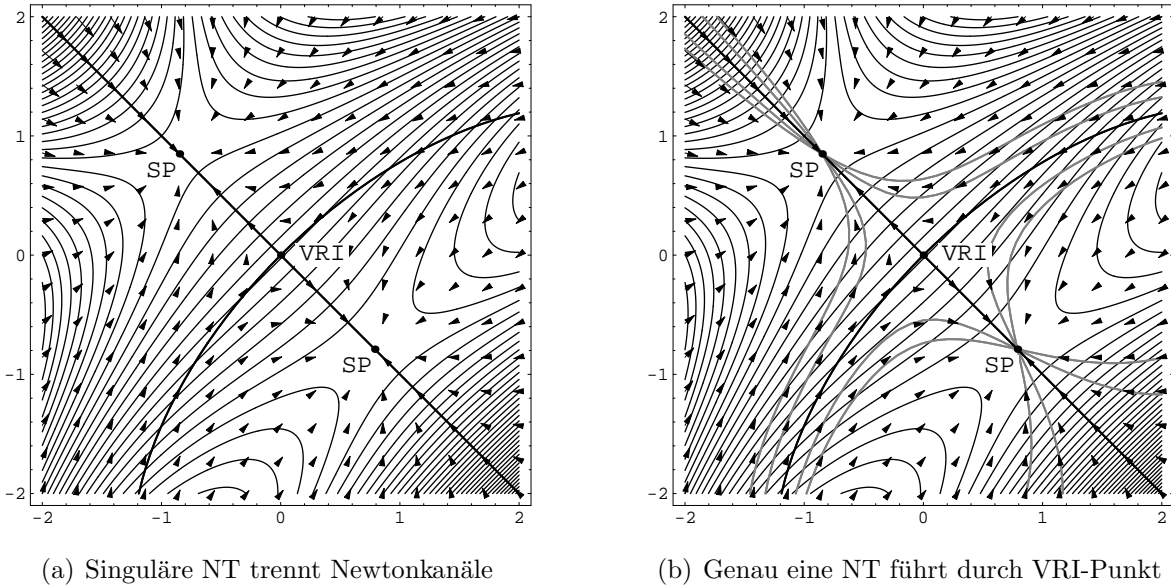 2
1
0
-1
-2
-2 -1 0 1 2
SP
VRI
SP
(a) Singuläre NT trennt Newtonkanäle
2
1
0
-1
-2
-2 -1 0 1 2
SP
VRI
SP
(b) Genau eine NT führt durch VRI-Punkt